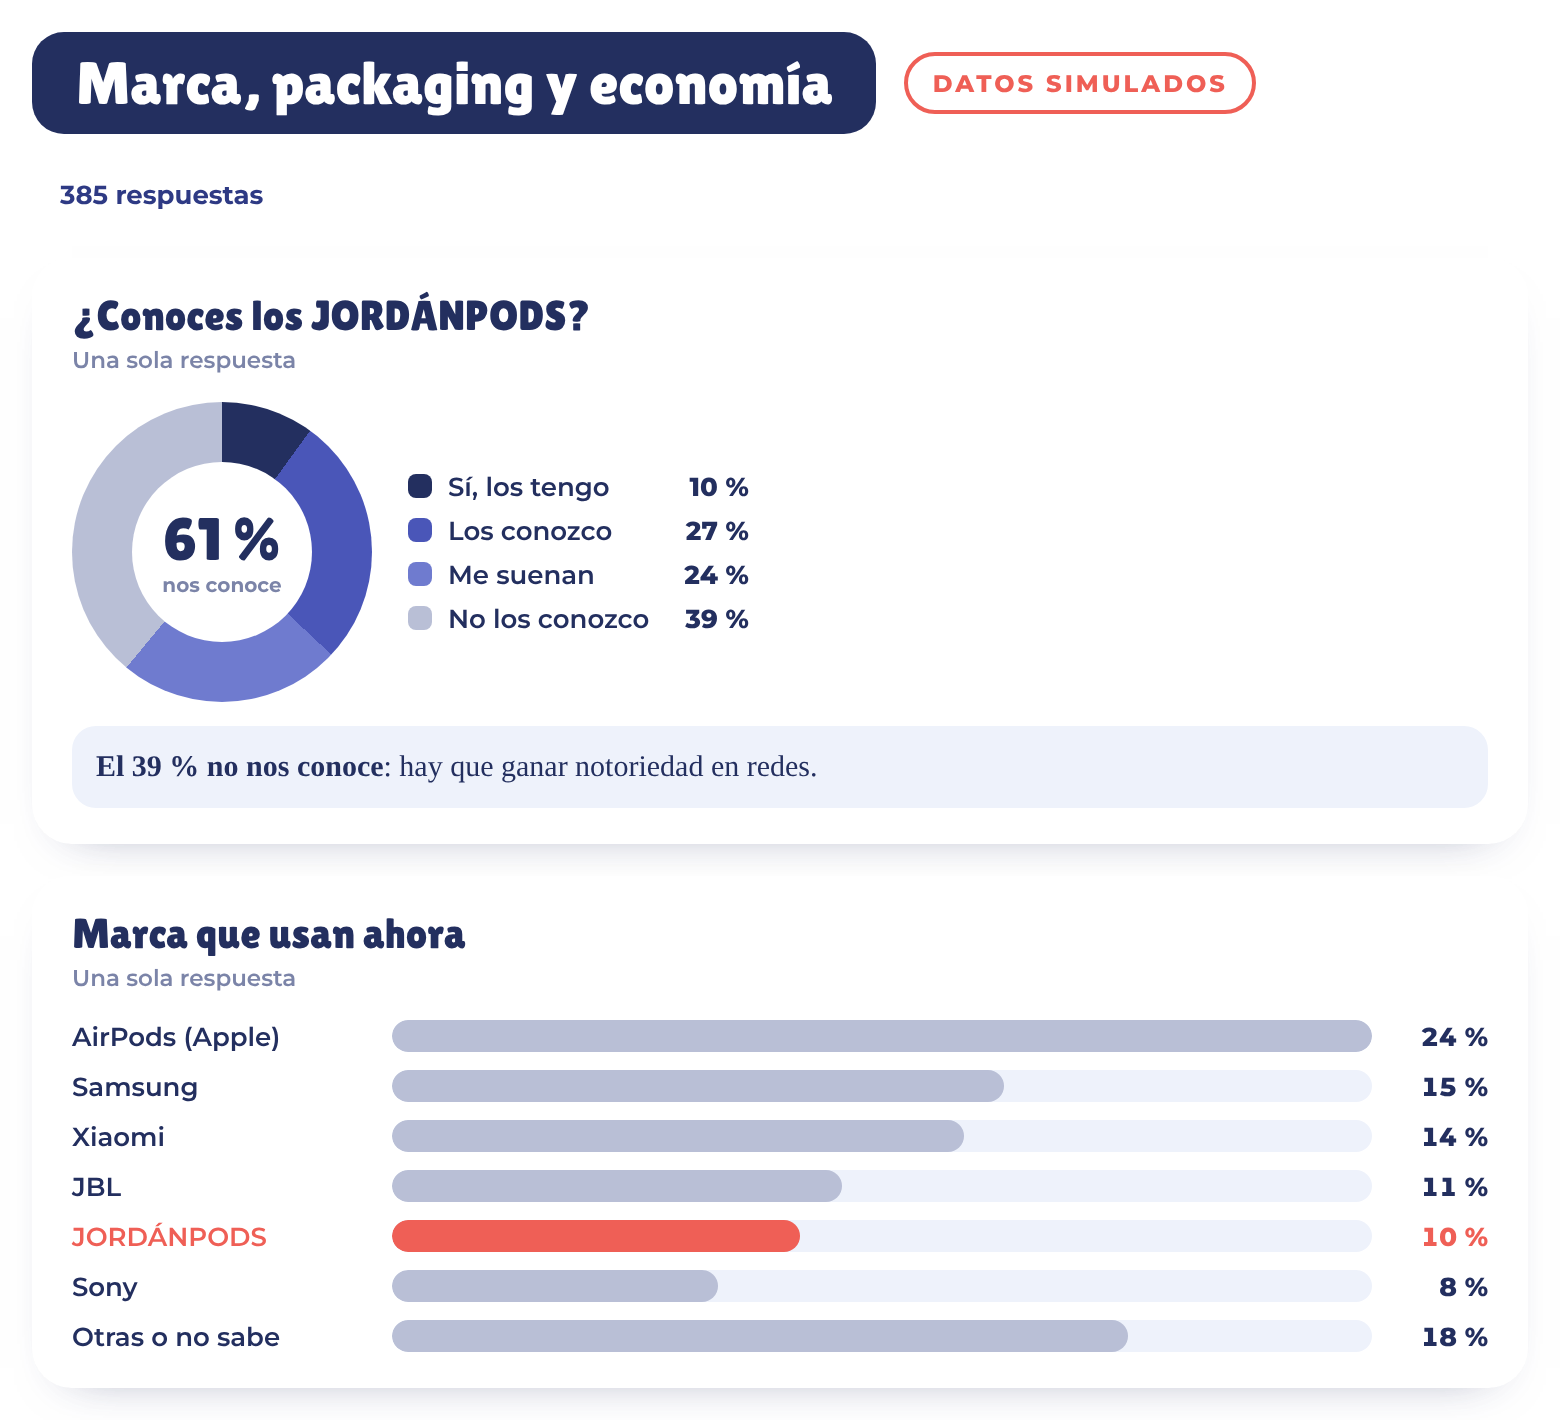 Marca, packaging y economía
DATOS SIMULADOS
385 respuestas
¿Conoces los JORDÁNPODS?
Una sola respuesta
61 %
nos conoce
Sí, los tengo 10 %
Los conozco 27 %
Me suenan 24 %
No los conozco 39 %
El 39 % no nos conoce: hay que ganar notoriedad en redes.
Marca que usan ahora
Una sola respuesta
AirPods (Apple) 24 %
Samsung 15 %
Xiaomi 14 %
JBL 11 %
JORDÁNPODS 10 %
Sony 8 %
Otras o no sabe 18 %